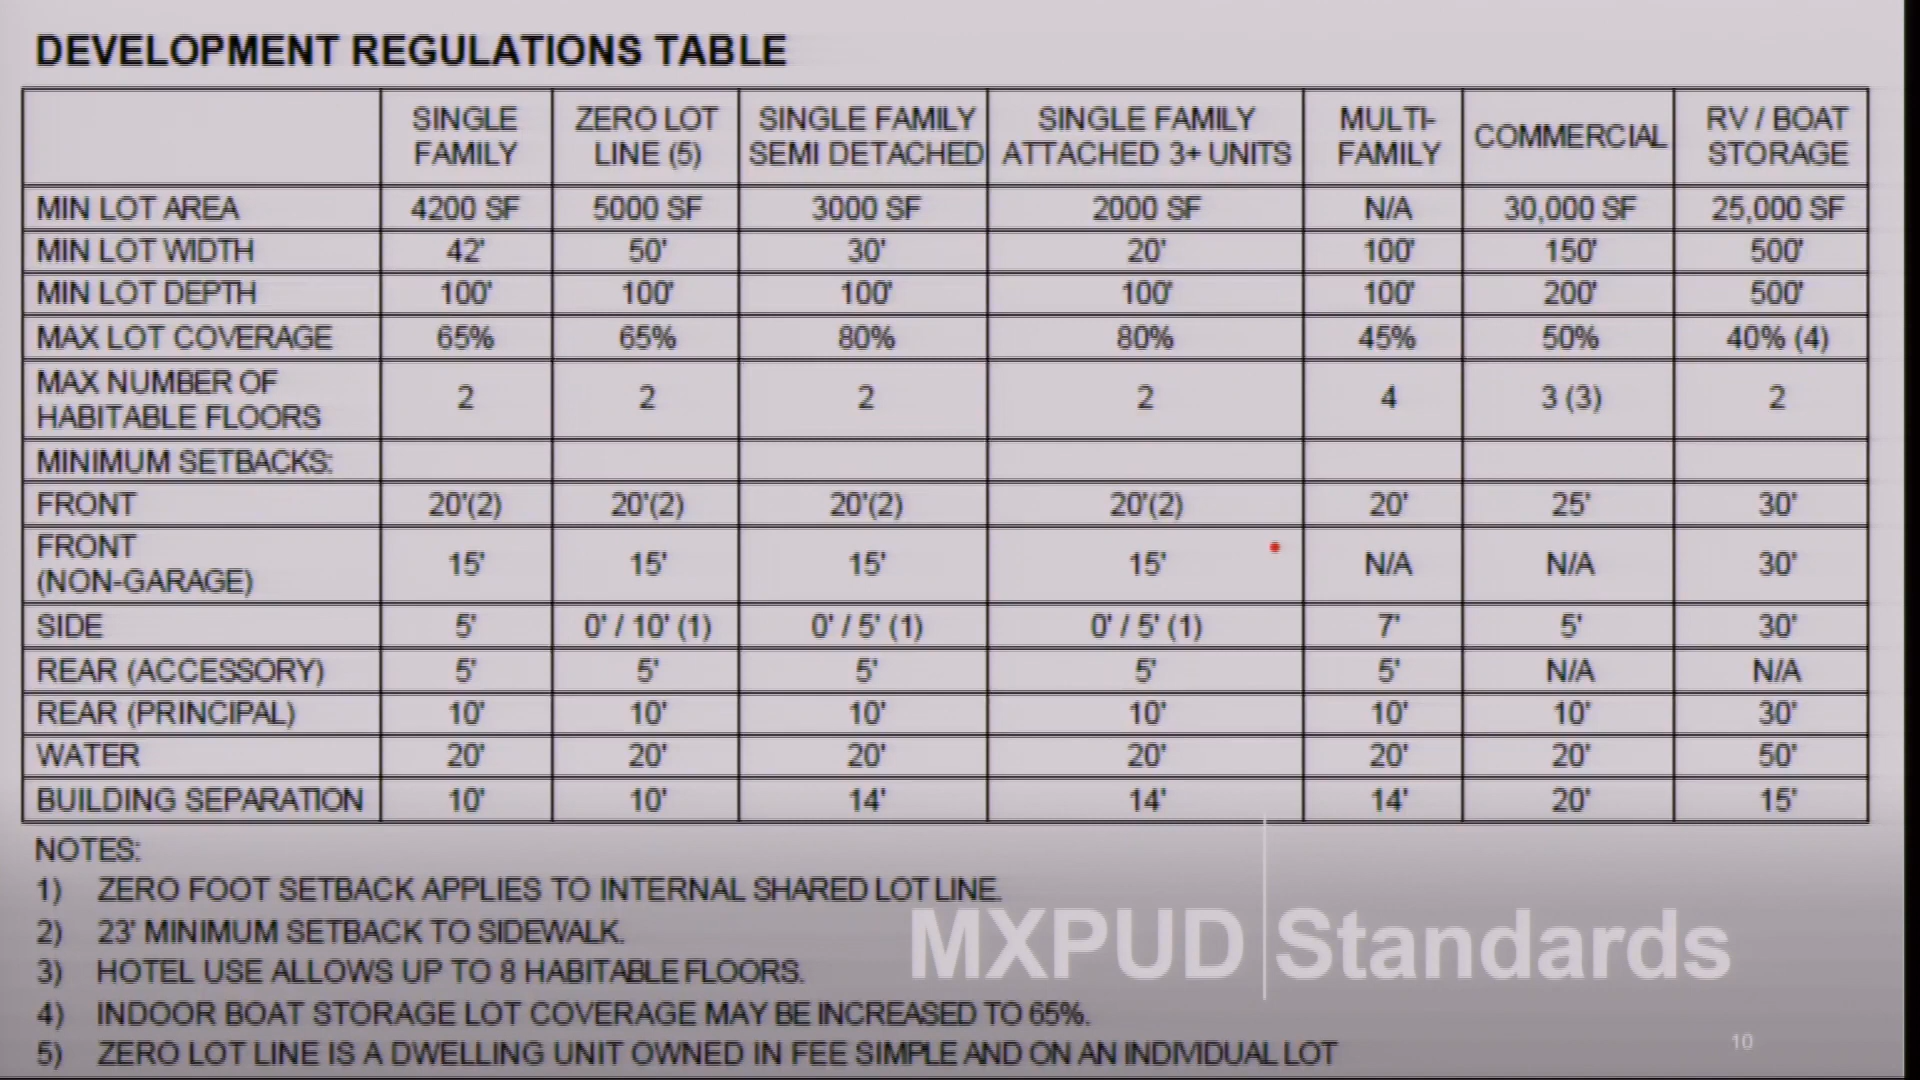 DEVELOPMENT REGULATIONS TABLE
SINGLE FAMILY ZERO LOT LINE (5) SINGLE FAMILY SEMI DETACHED SINGLE FAMILY ATTACHED 3+ UNITS MULTI-FAMILY COMMERCIAL RV / BOAT STORAGE
MIN LOT AREA 4200 SF 5000 SF 3000 SF 2000 SF N/A 30,000 SF 25,000 SF
MIN LOT WIDTH 42' 50' 30' 20' 100' 150' 500'
MIN LOT DEPTH 100' 100' 100' 100' 100' 200' 500'
MAX LOT COVERAGE 65% 65% 80% 80% 45% 50% 40% (4)
MAX NUMBER OF HABITABLE FLOORS 2 2 2 2 4 3 (3) 2
MINIMUM SETBACKS:
FRONT 20'(2) 20'(2) 20'(2) 20'(2) 20' 25' 30'
FRONT (NON-GARAGE) 15' 15' 15' 15' N/A N/A 30'
SIDE 5' 0' / 10' (1) 0' / 5' (1) 0' / 5' (1) 7' 5' 30'
REAR (ACCESSORY) 5' 5' 5' 5' 5' N/A N/A
REAR (PRINCIPAL) 10' 10' 10' 10' 10' 10' 30'
WATER 20' 20' 20' 20' 20' 20' 50'
BUILDING SEPARATION 10' 10' 14' 14' 14' 20' 15'
NOTES:
1) ZERO FOOT SETBACK APPLIES TO INTERNAL SHARED LOT LINE.
2) 23' MINIMUM SETBACK TO SIDEWALK.
3) HOTEL USE ALLOWS UP TO 8 HABITABLE FLOORS.
4) INDOOR BOAT STORAGE LOT COVERAGE MAY BE INCREASED TO 65%.
5) ZERO LOT LINE IS A DWELLING UNIT OWNED IN FEE SIMPLE AND ON AN INDIVIDUAL LOT
MXPUD Standards
10